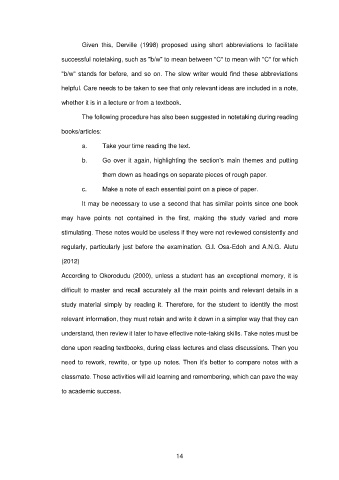 Given this, Derville (1998) proposed using short abbreviations to facilitate
successful notetaking, such as "b/w" to mean between "C" to mean with "C" for which
"b/w" stands for before, and so on. The slow writer would find these abbreviations
helpful. Care needs to be taken to see that only relevant ideas are included in a note,
whether it is in a lecture or from a textbook.
The following procedure has also been suggested in notetaking during reading
books/articles:
a. Take your time reading the text.
b. Go over it again, highlighting the section's main themes and putting
them down as headings on separate pieces of rough paper.
c. Make a note of each essential point on a piece of paper.
It may be necessary to use a second that has similar points since one book
may have points not contained in the first, making the study varied and more
stimulating. These notes would be useless if they were not reviewed consistently and
regularly, particularly just before the examination. G.I. Osa-Edoh and A.N.G. Alutu
(2012)
According to Okorodudu (2000), unless a student has an exceptional memory, it is
difficult to master and recall accurately all the main points and relevant details in a
study material simply by reading it. Therefore, for the student to identify the most
relevant information, they must retain and write it down in a simpler way that they can
understand, then review it later to have effective note-taking skills. Take notes must be
done upon reading textbooks, during class lectures and class discussions. Then you
need to rework, rewrite, or type up notes. Then it's better to compare notes with a
classmate. These activities will aid learning and remembering, which can pave the way
to academic success.
14